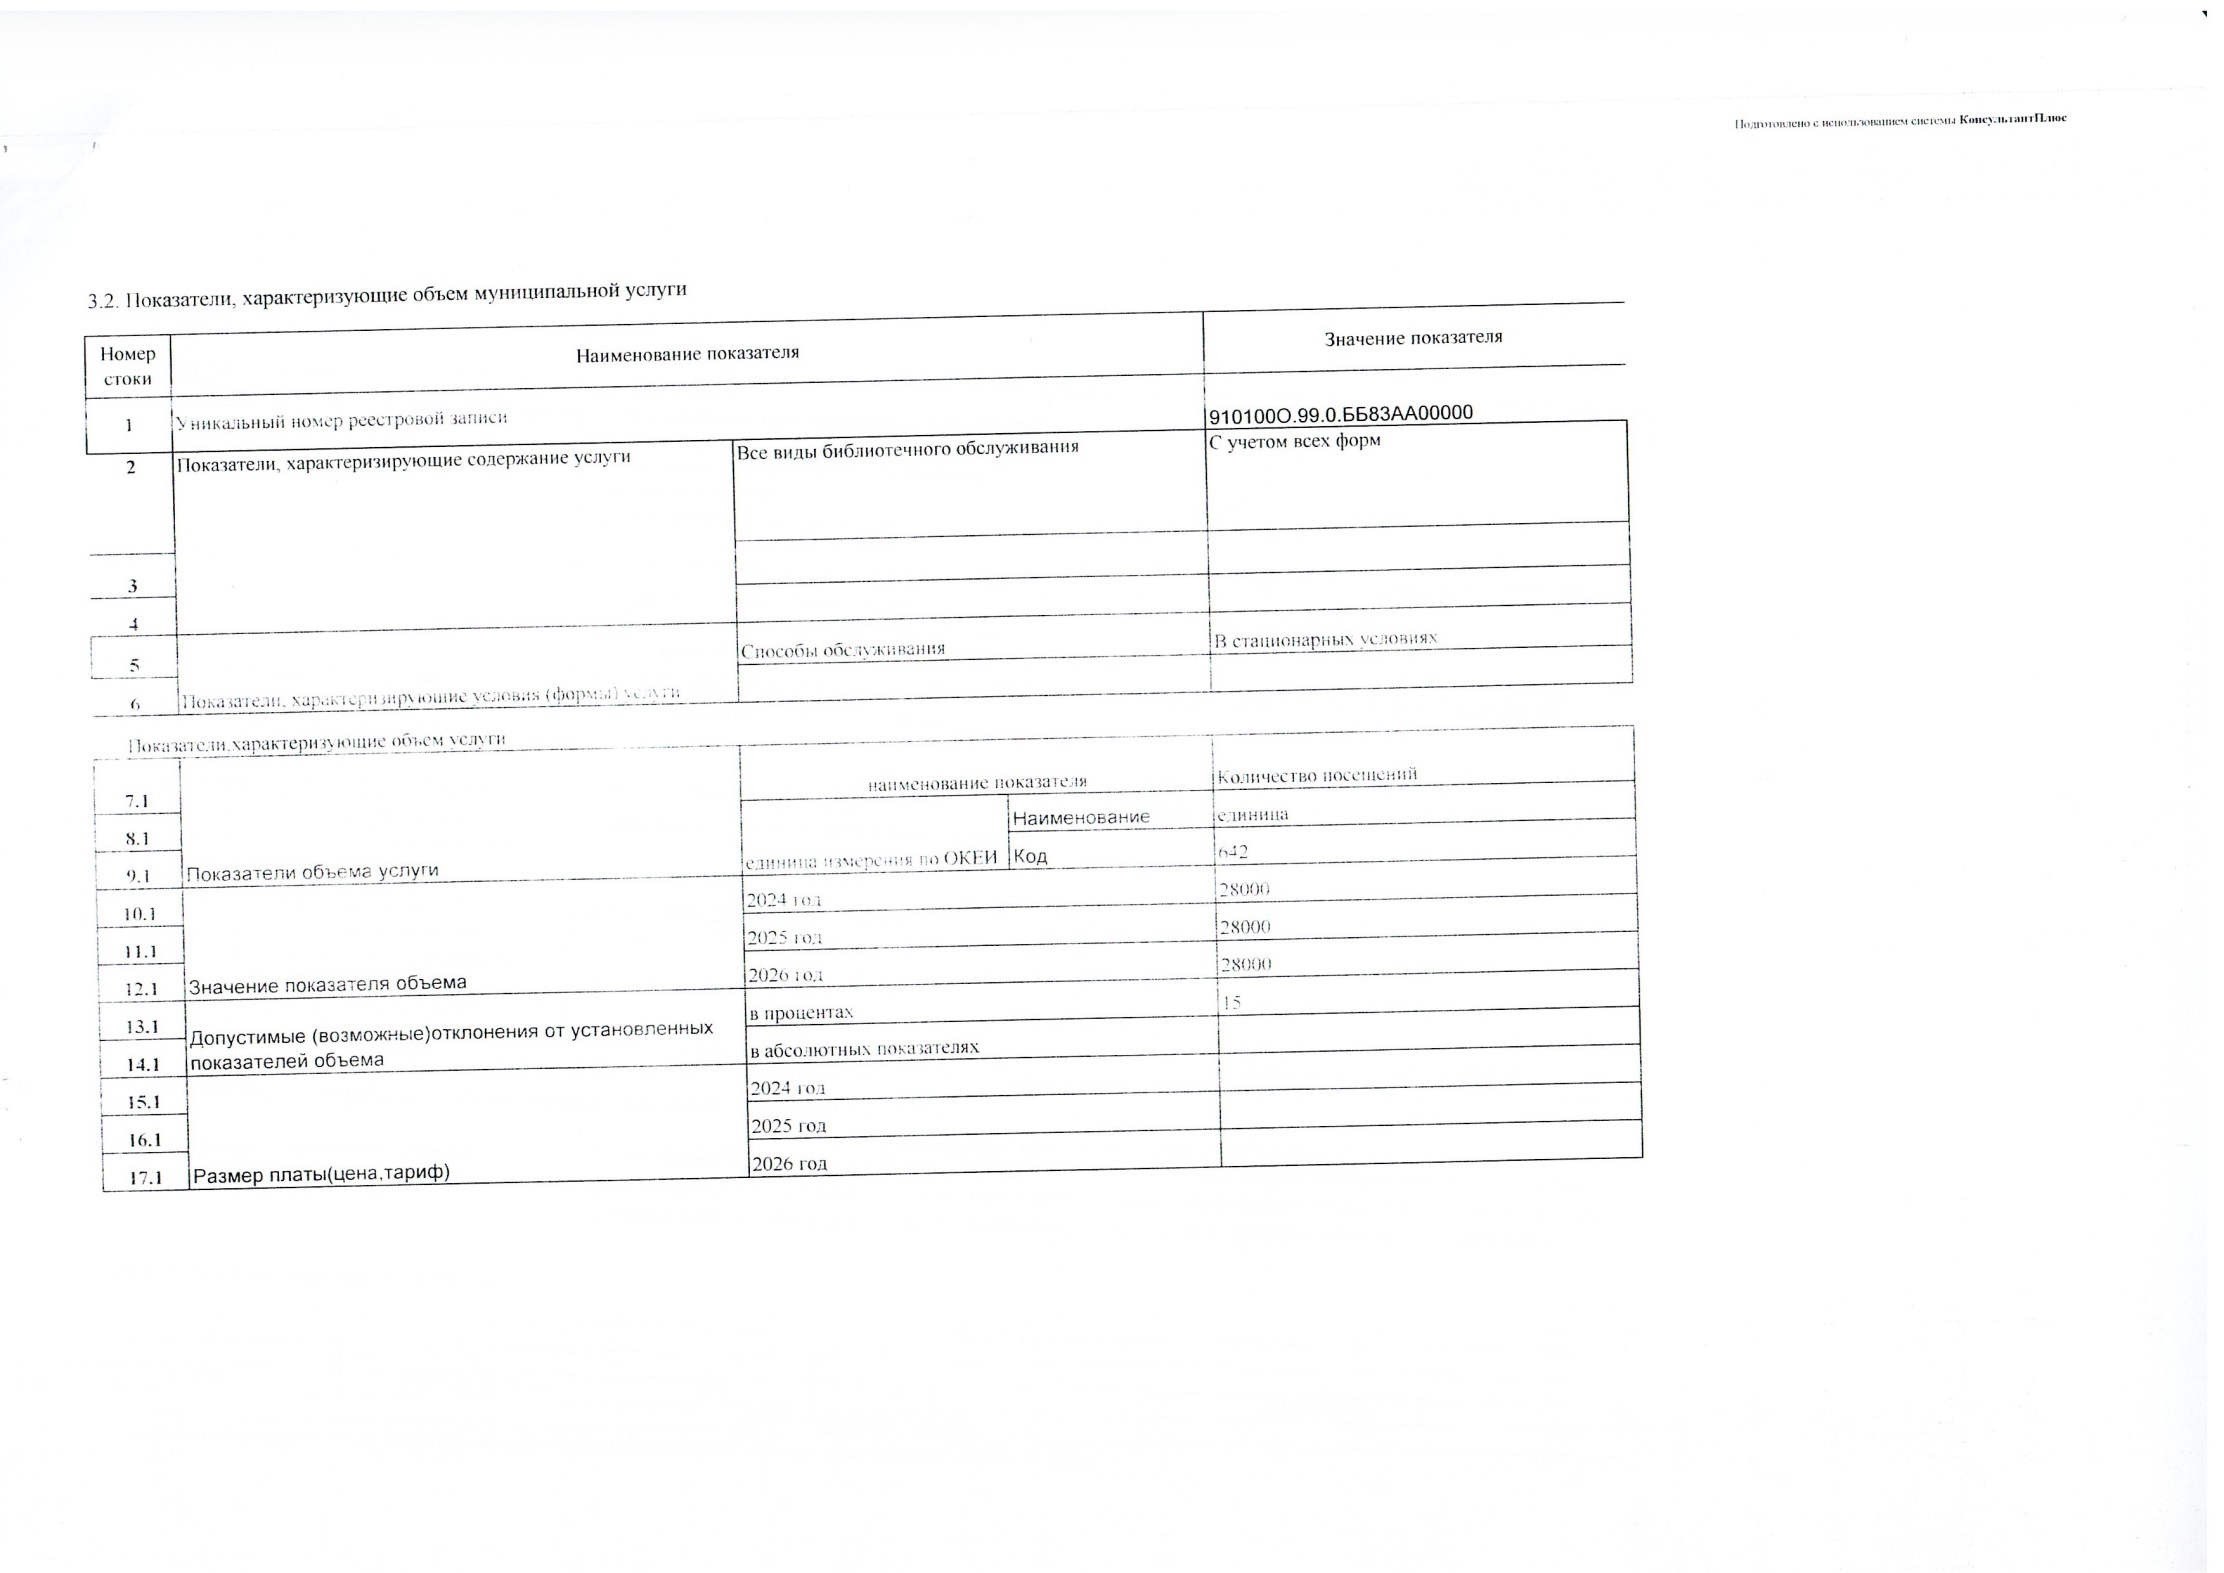 Подготовлено с использованием системы КонсультантПлюс
3.2. Показатели, характеризующие объем муниципальной услуги
Номер стоки Наименование показателя Значение показателя
1 Уникальный номер реестровой записи 910100О.99.0.ББ83АА00000
2 Показатели, характеризирующие содержание услуги Все виды библиотечного обслуживания С учетом всех форм
3
4
5 Способы обслуживания В стационарных условиях
6 Показатели, характеризирующие условия (формы) услуги
Показатели,характеризующие объем услуги
7.1 наименование показателя Количество посещений
8.1 Наименование единица
9.1 Показатели объема услуги единица измерения по ОКЕИ Код 642
10.1 2024 год 28000
11.1 2025 год 28000
12.1 Значение показателя объема 2026 год 28000
13.1 Допустимые (возможные)отклонения от установленных в процентах 15
14.1 показателей объема в абсолютных показателях
15.1 2024 год
16.1 2025 год
17.1 Размер платы(цена,тариф) 2026 год